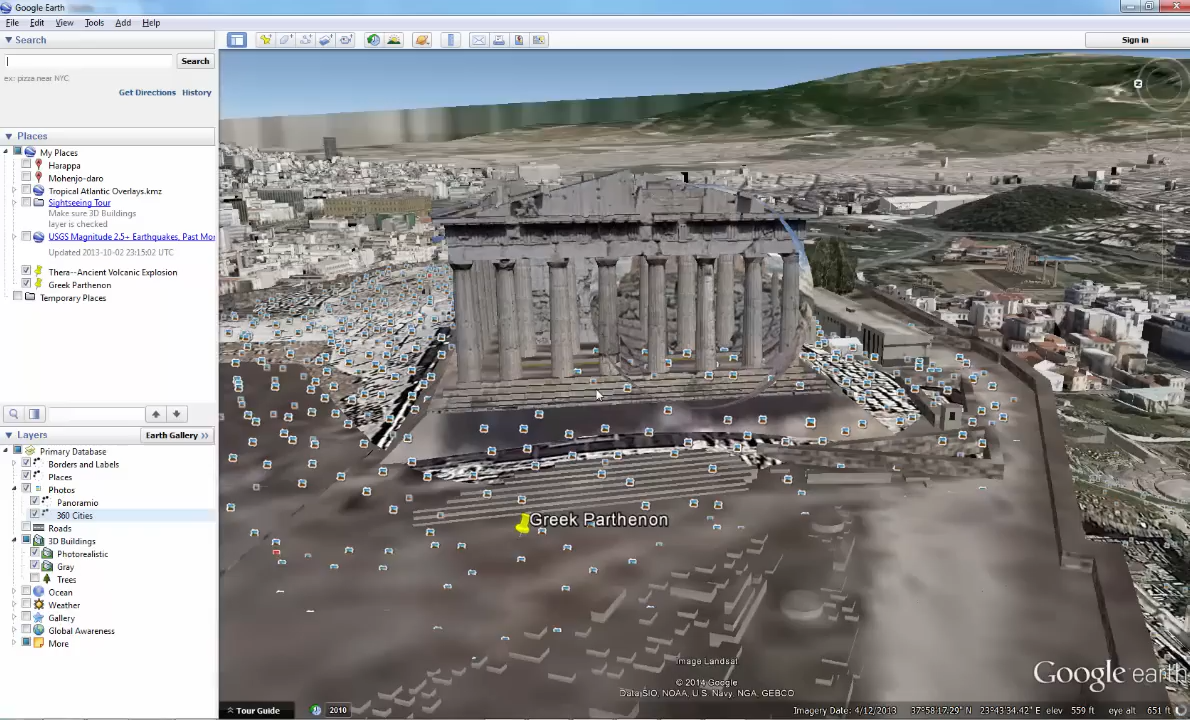 Google Earth
File Edit View Tools Add Help
Search
Sign in
Search
ex: pizza near NYC
Get Directions History
Places
My Places
Harappa
Mohenjo-daro
Tropical Atlantic Overlays.kmz
Sightseeing Tour
Make sure 3D Buildings
layer is checked
USGS Magnitude 2.5+ Earthquakes, Past Mor
Updated 2013-10-02 23:15:02 UTC
Thera--Ancient Volcanic Explosion
Greek Parthenon
Temporary Places
Layers
Earth Gallery >>
Primary Database
Borders and Labels
Places
Photos
Panoramio
360 Cities
Roads
3D Buildings
Photorealistic
Gray
Trees
Ocean
Weather
Gallery
Global Awareness
More
Greek Parthenon
Image Landsat
© 2014 Google
Data SIO, NOAA, U.S. Navy, NGA, GEBCO
Google earth
Tour Guide
2010
Imagery Date: 4/12/2013 37°58'17.29" N 23°43'34.42" E elev 559 ft eye alt 651 ft